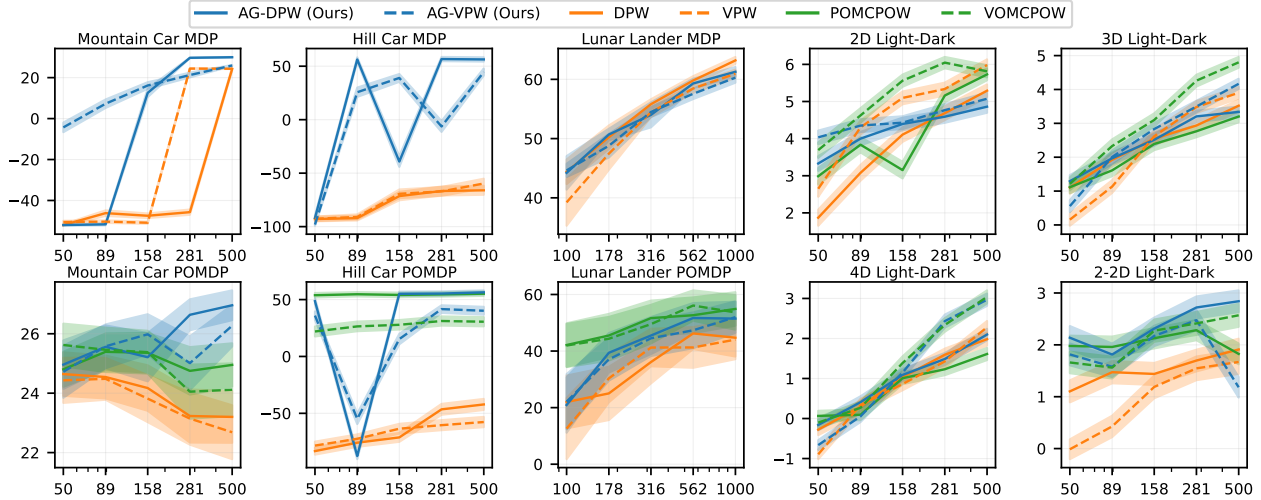 AG-DPW (Ours) AG-VPW (Ours) DPW VPW POMCPOW VOMCPOW
Mountain Car MDP Hill Car MDP Lunar Lander MDP 2D Light-Dark 3D Light-Dark
20 0 −20 −40
50 0 −50 −100
60 50 40
6 5 4 3 2
5 4 3 2 1 0
50 89 158 281 500 50 89 158 281 500 100 178 316 562 1000 50 89 158 281 500 50 89 158 281 500
Mountain Car POMDP Hill Car POMDP Lunar Lander POMDP 4D Light-Dark 2-2D Light-Dark
26 24 22
50 0 −50
60 40 20 0
3 2 1 0 −1
3 2 1 0
50 89 158 281 500 50 89 158 281 500 100 178 316 562 1000 50 89 158 281 500 50 89 158 281 500